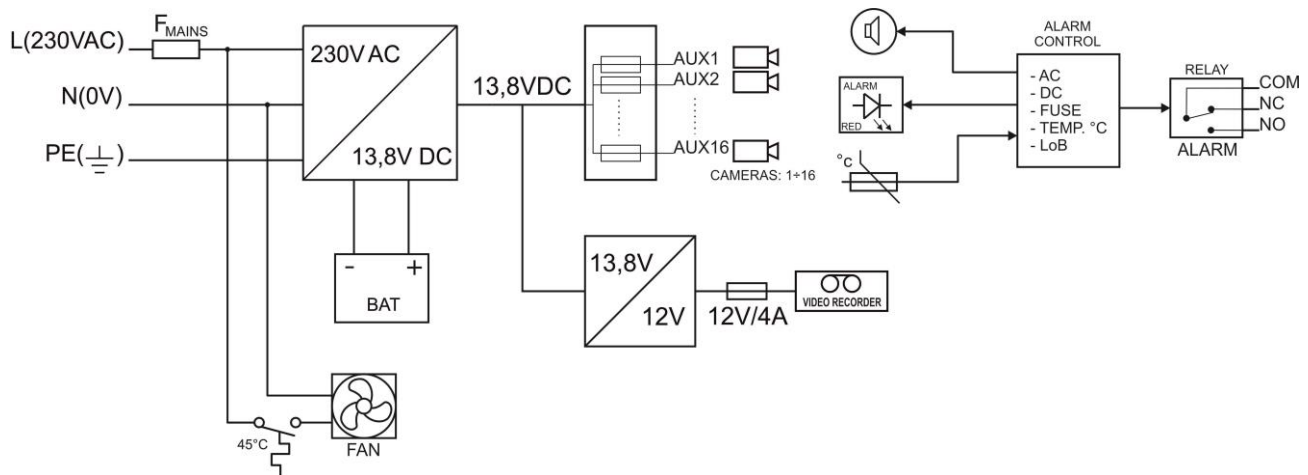 L(230VAC)
F MAINS
N(0V)
PE(⏚)
230V AC
13,8V DC
- +
BAT
45°C
FAN
13,8VDC
AUX1
AUX2
AUX16
CAMERAS: 1÷16
13,8V
12V
12V/4A
VIDEO RECORDER
ALARM
RED
°c
ALARM
CONTROL
- AC
- DC
- FUSE
- TEMP. °C
- LoB
RELAY
COM
NC
NO
ALARM